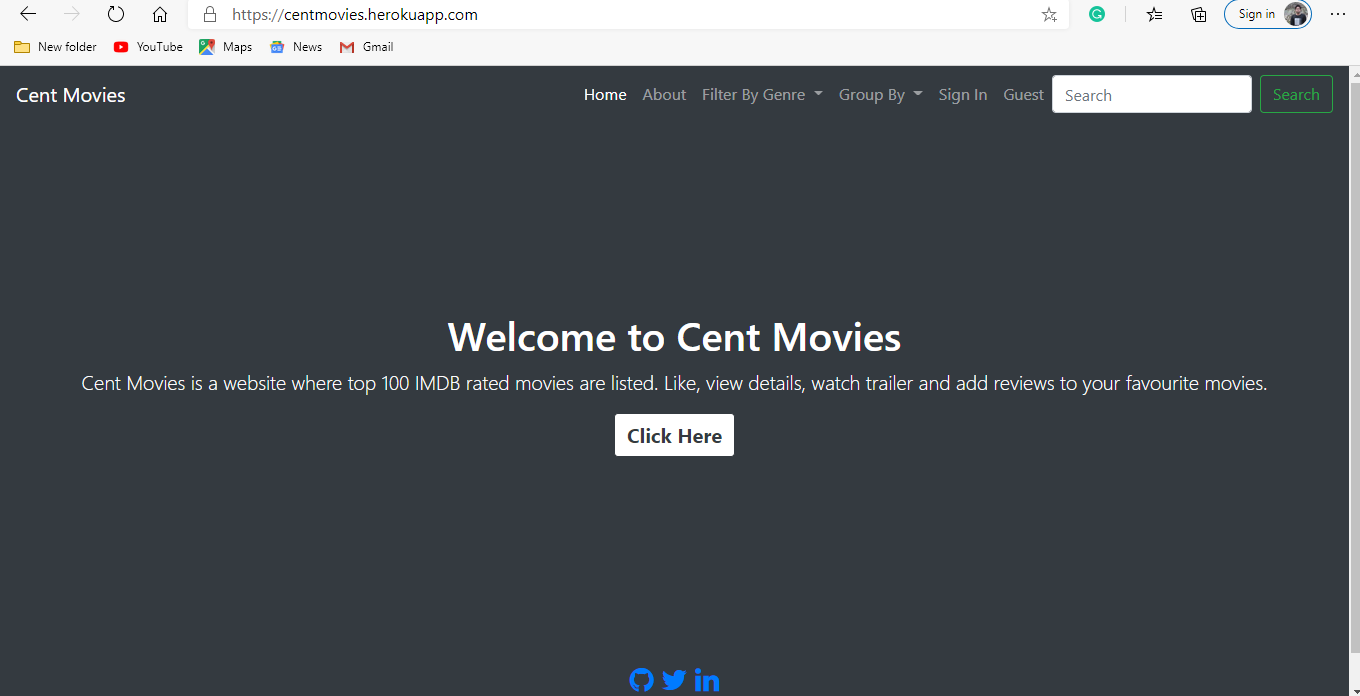 https://centmovies.herokuapp.com
Sign in
New folder YouTube Maps News Gmail
Cent Movies Home About Filter By Genre Group By Sign In Guest Search Search
Welcome to Cent Movies
Cent Movies is a website where top 100 IMDB rated movies are listed. Like, view details, watch trailer and add reviews to your favourite movies.
Click Here